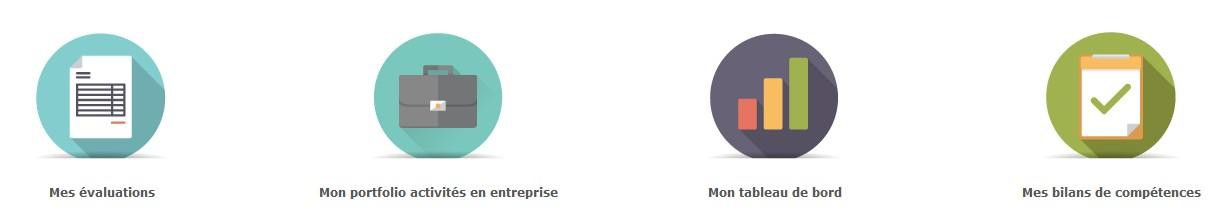 Mes évaluations
Mon portfolio activités en entreprise
Mon tableau de bord
Mes bilans de compétences